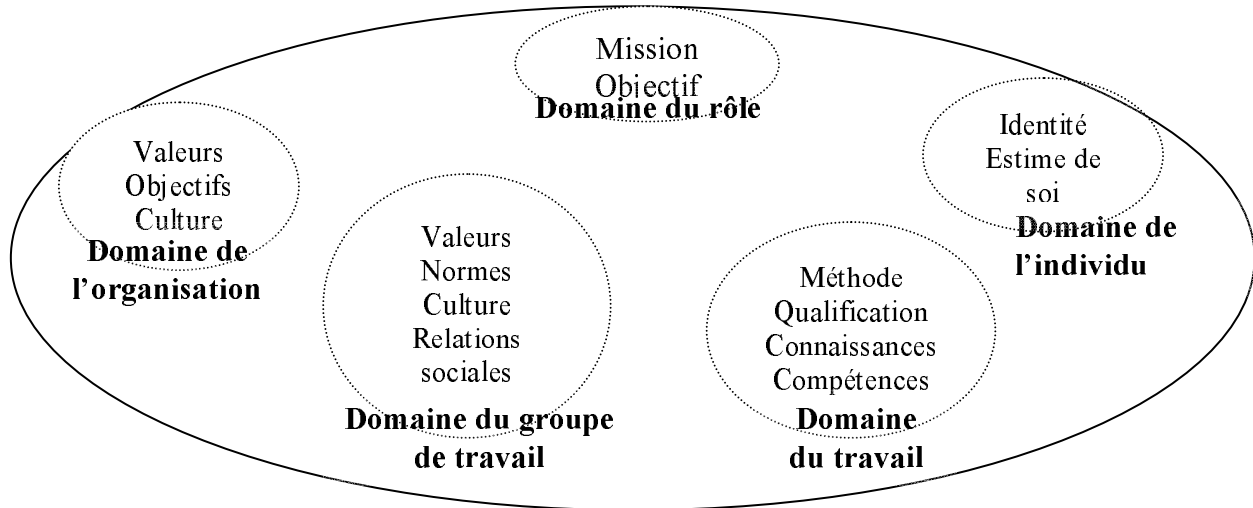 Mission
Objectif
Domaine du rôle
Valeurs
Objectifs
Culture
Domaine de
l’organisation
Valeurs
Normes
Culture
Relations
sociales
Domaine du groupe
de travail
Méthode
Qualification
Connaissances
Compétences
Domaine
du travail
Identité
Estime de
soi
Domaine de
l’individu